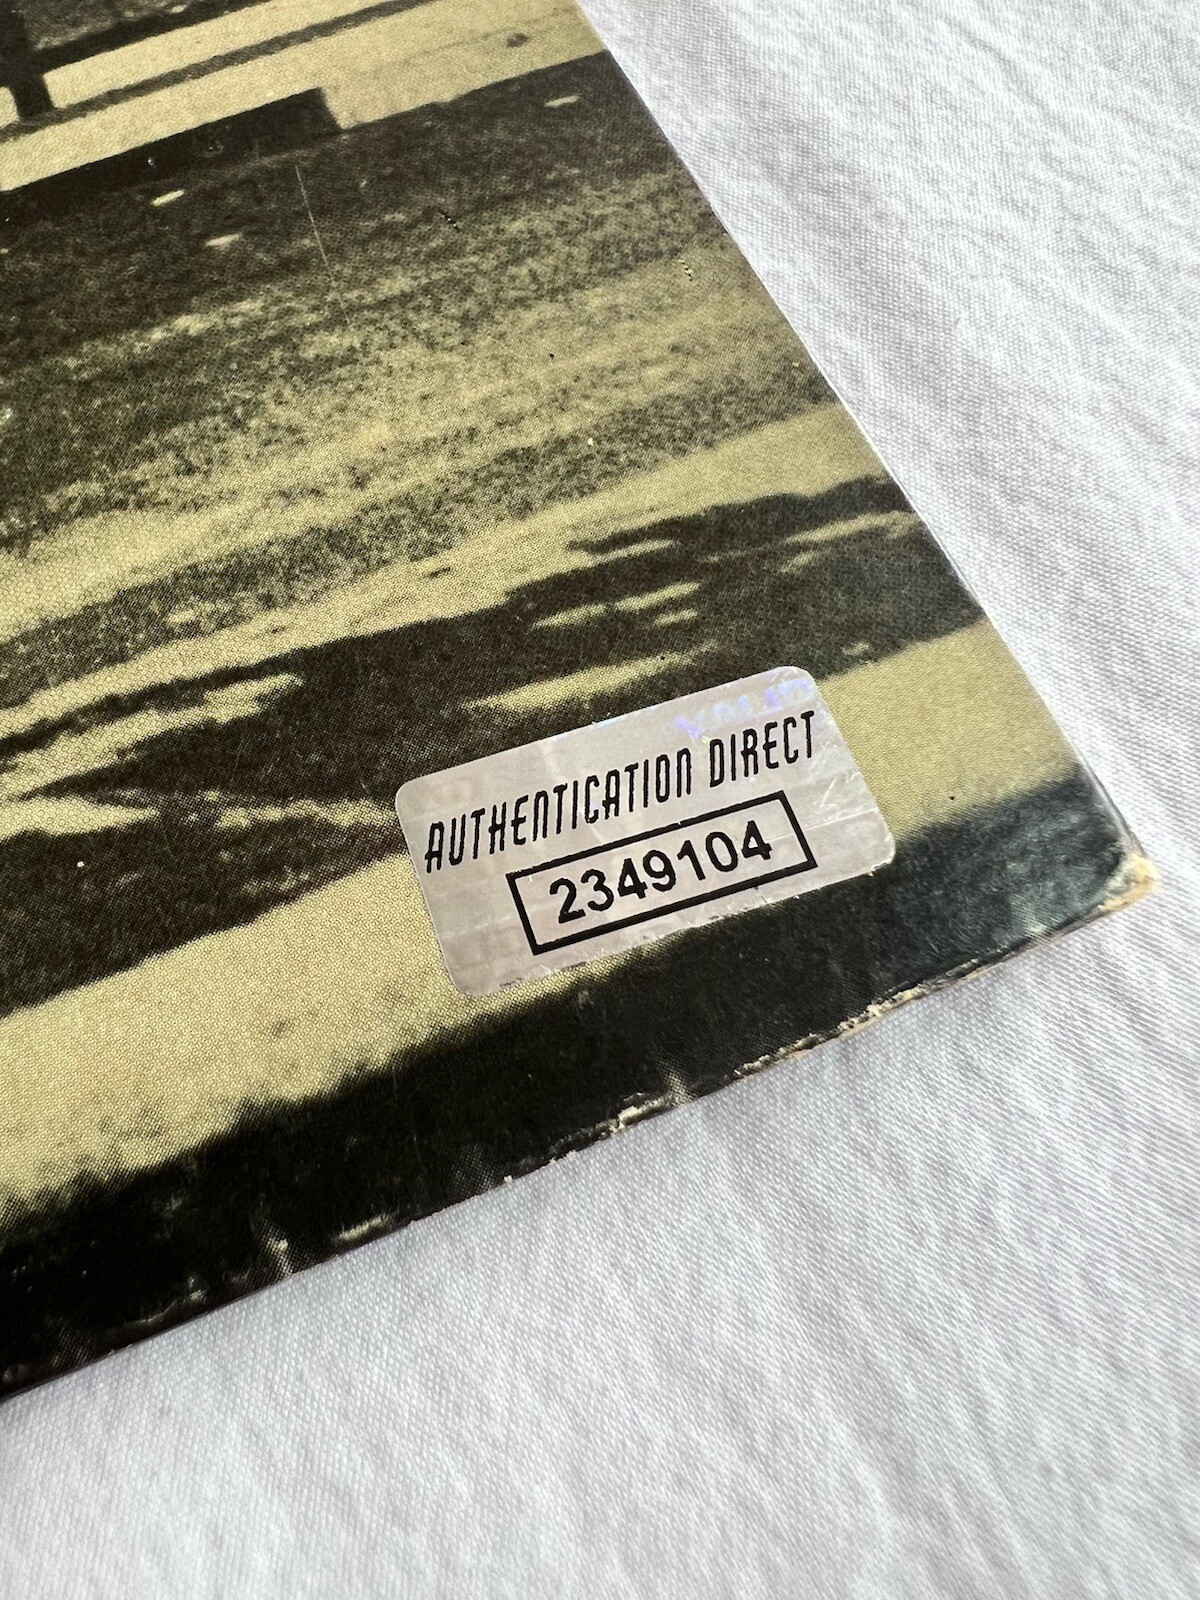 AUTHENTICATION DIRECT
2349104